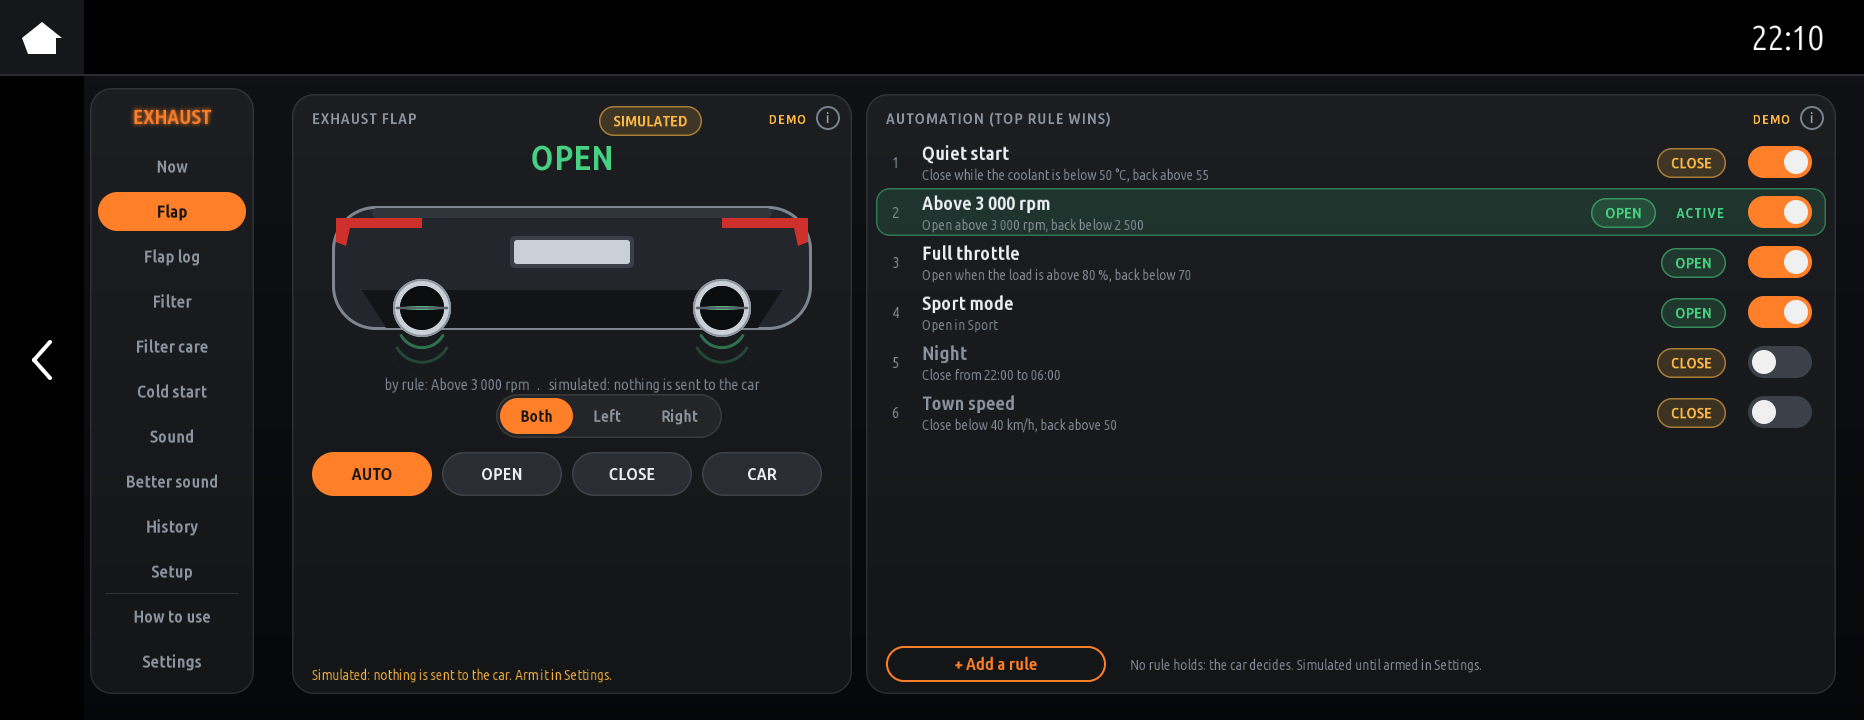 22:10
EXHAUST
Now
Flap
Flap log
Filter
Filter care
Cold start
Sound
Better sound
History
Setup
How to use
Settings
EXHAUST FLAP
SIMULATED
DEMO
i
OPEN
by rule: Above 3 000 rpm . simulated: nothing is sent to the car
Both Left Right
AUTO OPEN CLOSE CAR
Simulated: nothing is sent to the car. Arm it in Settings.
AUTOMATION (TOP RULE WINS)
DEMO
i
1 Quiet start CLOSE
Close while the coolant is below 50 °C, back above 55
2 Above 3 000 rpm OPEN ACTIVE
Open above 3 000 rpm, back below 2 500
3 Full throttle OPEN
Open when the load is above 80 %, back below 70
4 Sport mode OPEN
Open in Sport
5 Night CLOSE
Close from 22:00 to 06:00
6 Town speed CLOSE
Close below 40 km/h, back above 50
+ Add a rule
No rule holds: the car decides. Simulated until armed in Settings.